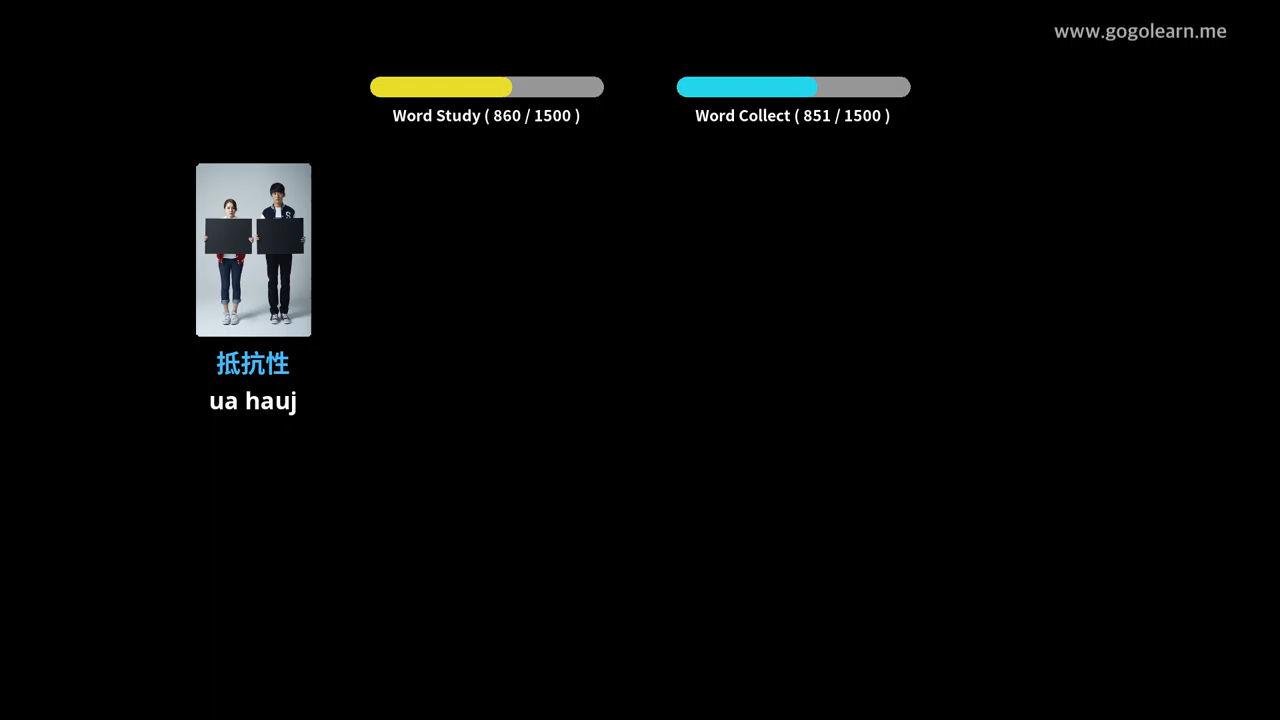 www.gogolearn.me
Word Study ( 860 / 1500 )
Word Collect ( 851 / 1500 )
S
抵抗性
ua hauj